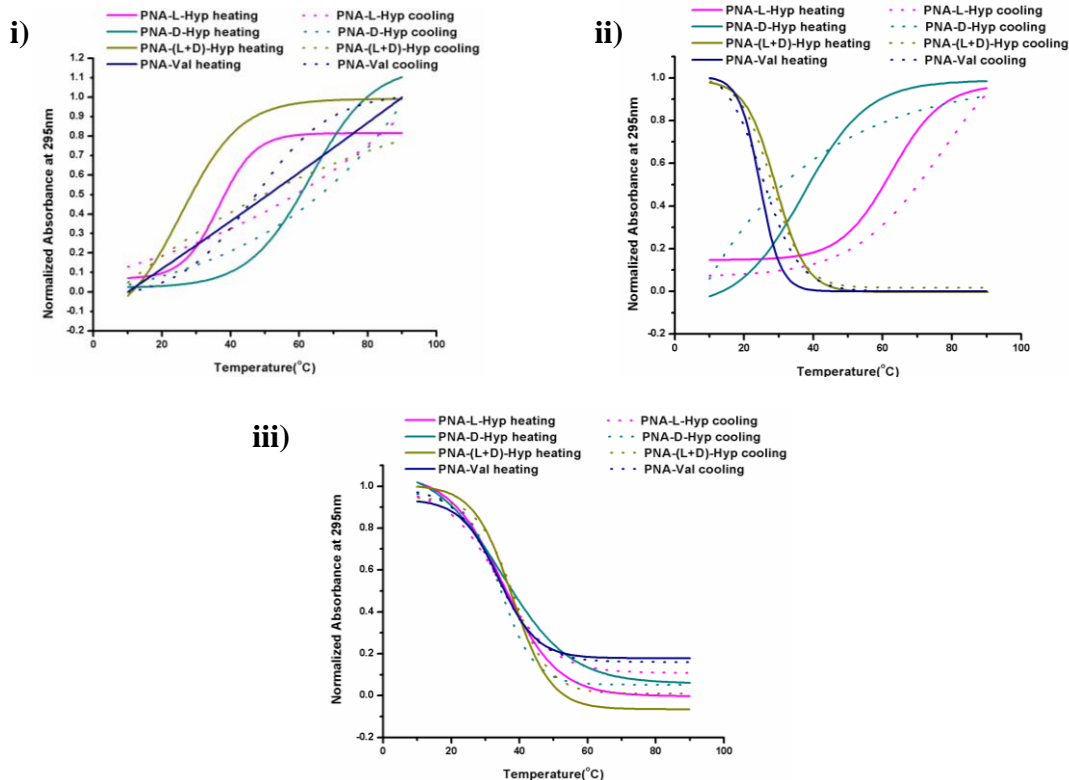 i)
PNA-L-Hyp heating PNA-L-Hyp cooling
PNA-D-Hyp heating PNA-D-Hyp cooling
PNA-(L+D)-Hyp heating PNA-(L+D)-Hyp cooling
PNA-Val heating PNA-Val cooling
Normalized Absorbance at 295nm
1.2
1.1
1.0
0.9
0.8
0.7
0.6
0.5
0.4
0.3
0.2
0.1
0.0
-0.1
-0.2
0 20 40 60 80 100
Temperature(°C)
ii)
PNA-L-Hyp heating PNA-L-Hyp cooling
PNA-D-Hyp heating PNA-D-Hyp cooling
PNA-(L+D)-Hyp heating PNA-(L+D)-Hyp cooling
PNA-Val heating PNA-Val cooling
Normalized Absorbance at 295nm
1.0
0.8
0.6
0.4
0.2
0.0
-0.2
0 20 40 60 80 100
Temperature(°C)
iii)
PNA-L-Hyp heating PNA-L-Hyp cooling
PNA-D-Hyp heating PNA-D-Hyp cooling
PNA-(L+D)-Hyp heating PNA-(L+D)-Hyp cooling
PNA-Val heating PNA-Val cooling
Normalized Absorbance at 295nm
1.0
0.8
0.6
0.4
0.2
0.0
-0.2
0 20 40 60 80 100
Temperature(°C)